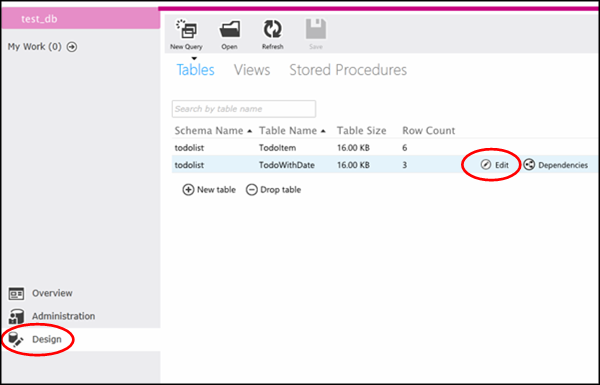 test_db
My Work (0)
New Query Open Refresh Save
Tables Views Stored Procedures
Search by table name
Schema Name Table Name Table Size Row Count
todolist TodoItem 16.00 KB 6
todolist TodoWithDate 16.00 KB 3 Edit Dependencies
New table Drop table
Overview
Administration
Design